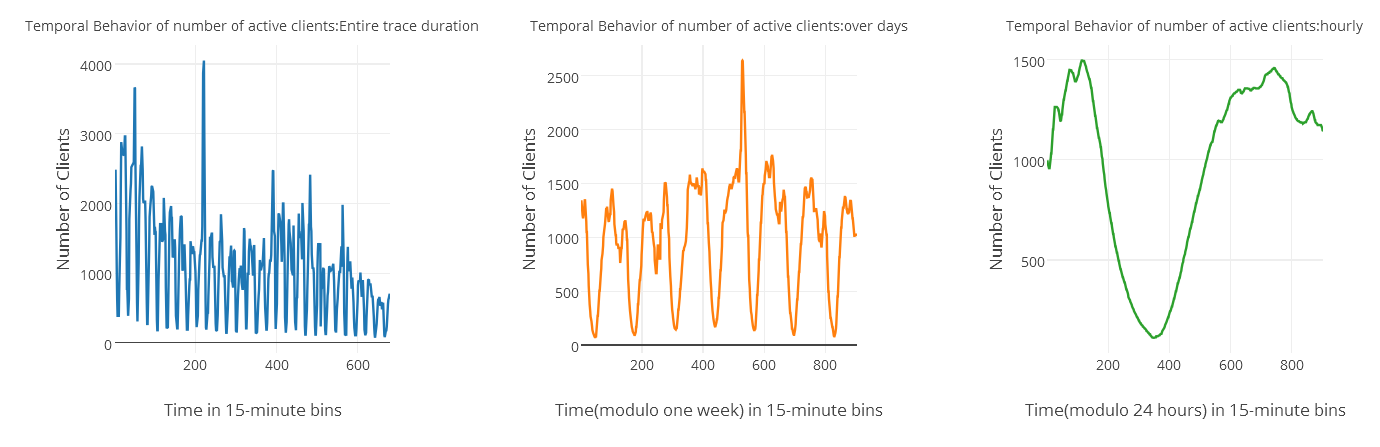 Temporal Behavior of number of active clients:Entire trace duration
Number of Clients
4000
3000
2000
1000
0
200
400
600
Time in 15-minute bins
Temporal Behavior of number of active clients:over days
Number of Clients
2500
2000
1500
1000
500
0
200
400
600
800
Time(modulo one week) in 15-minute bins
Temporal Behavior of number of active clients:hourly
Number of Clients
1500
1000
500
200
400
600
800
Time(modulo 24 hours) in 15-minute bins